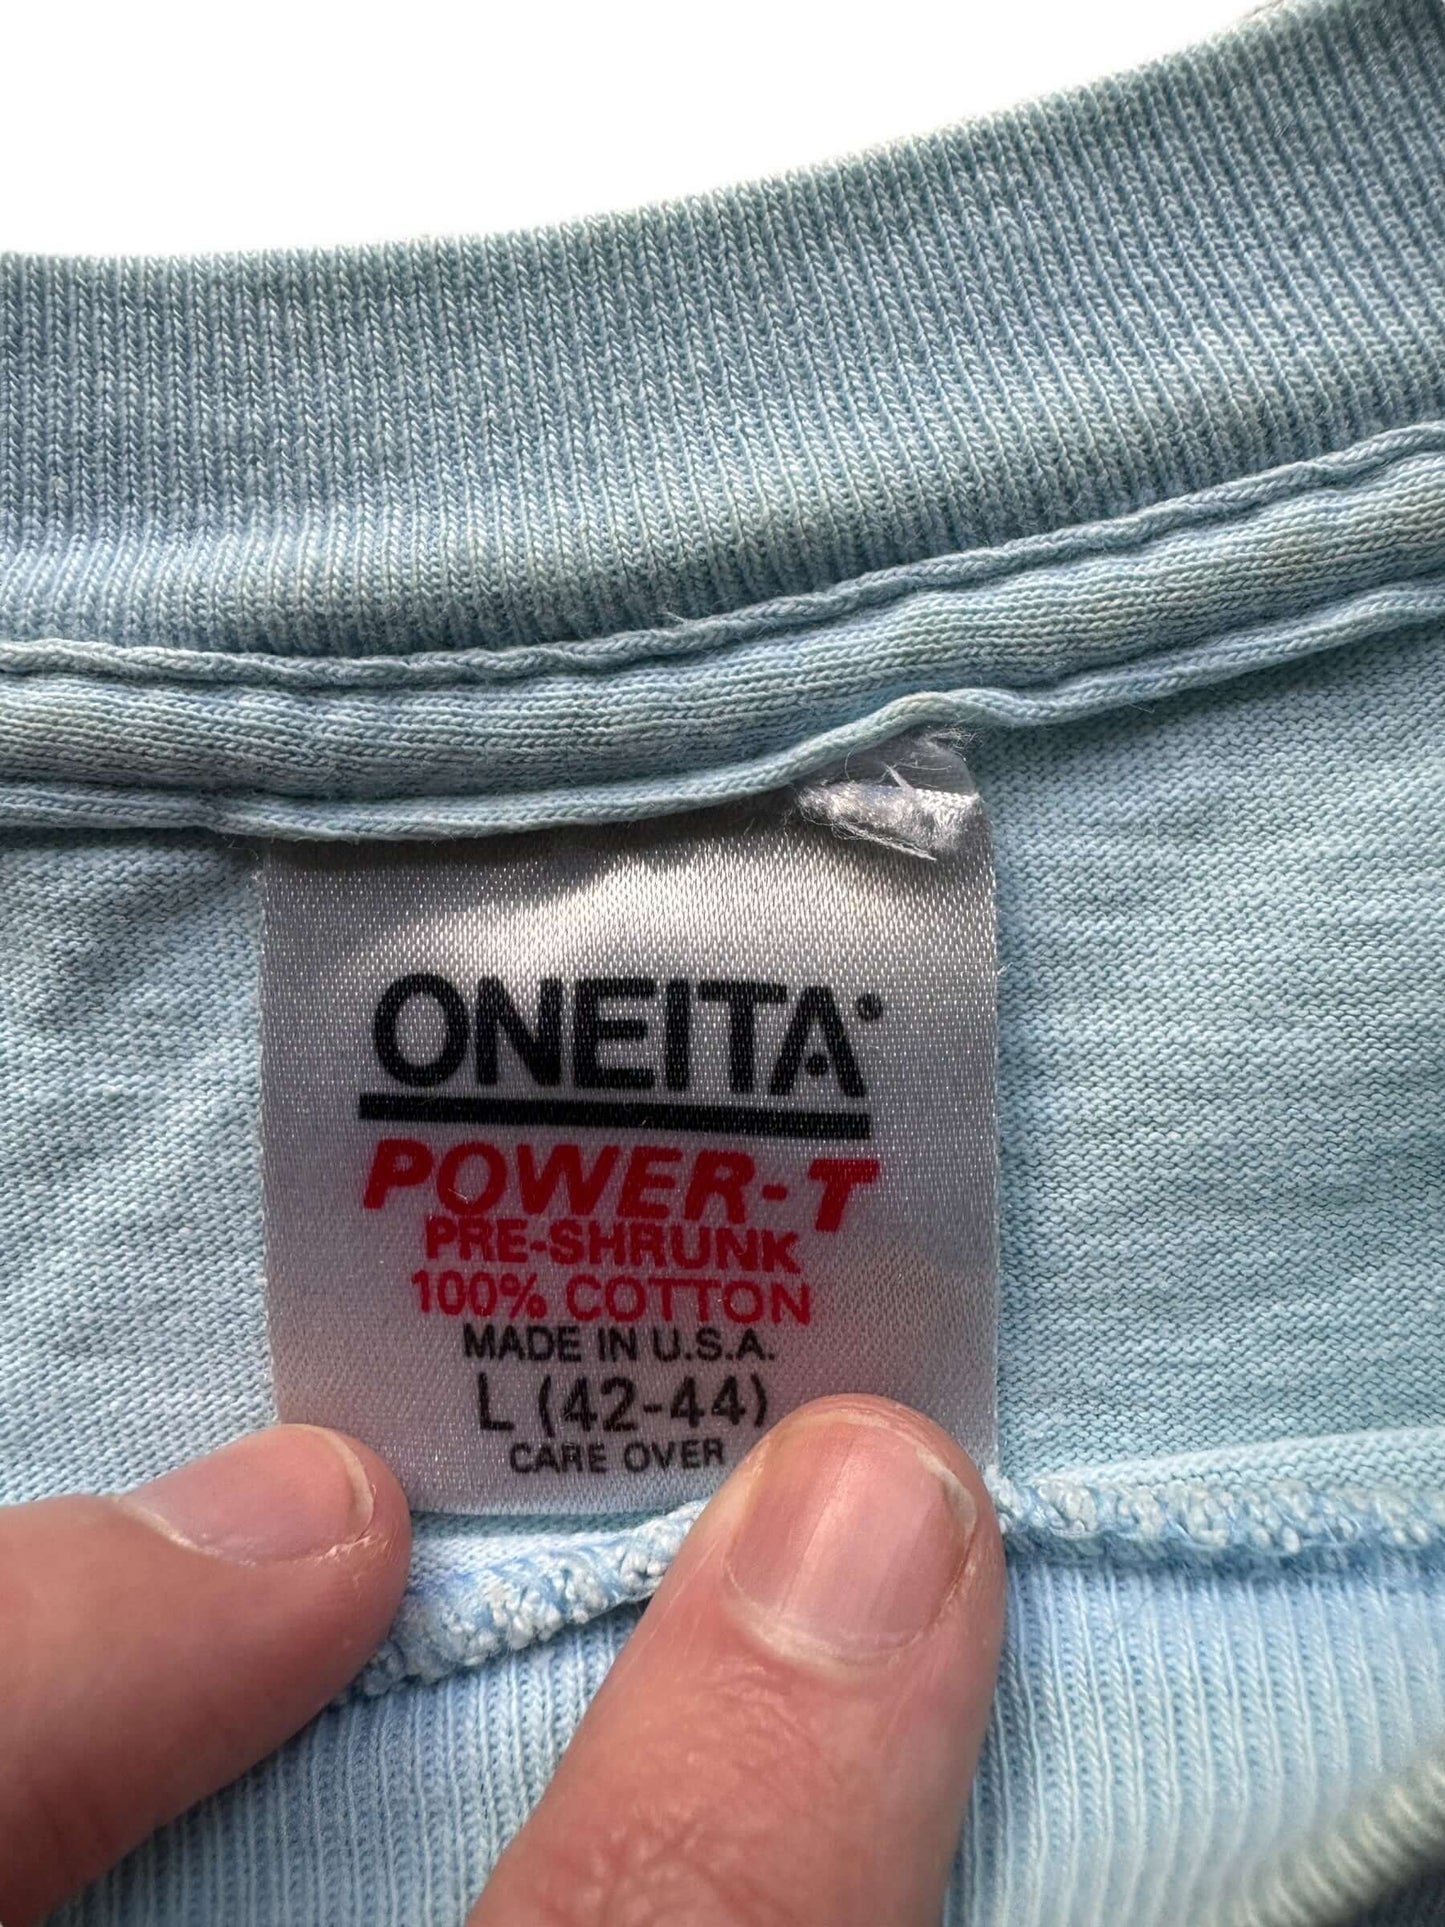 ONEITA
POWER-T
PRE-SHRUNK
100% COTTON
MADE IN U.S.A.
L (42-44)
CARE OVER